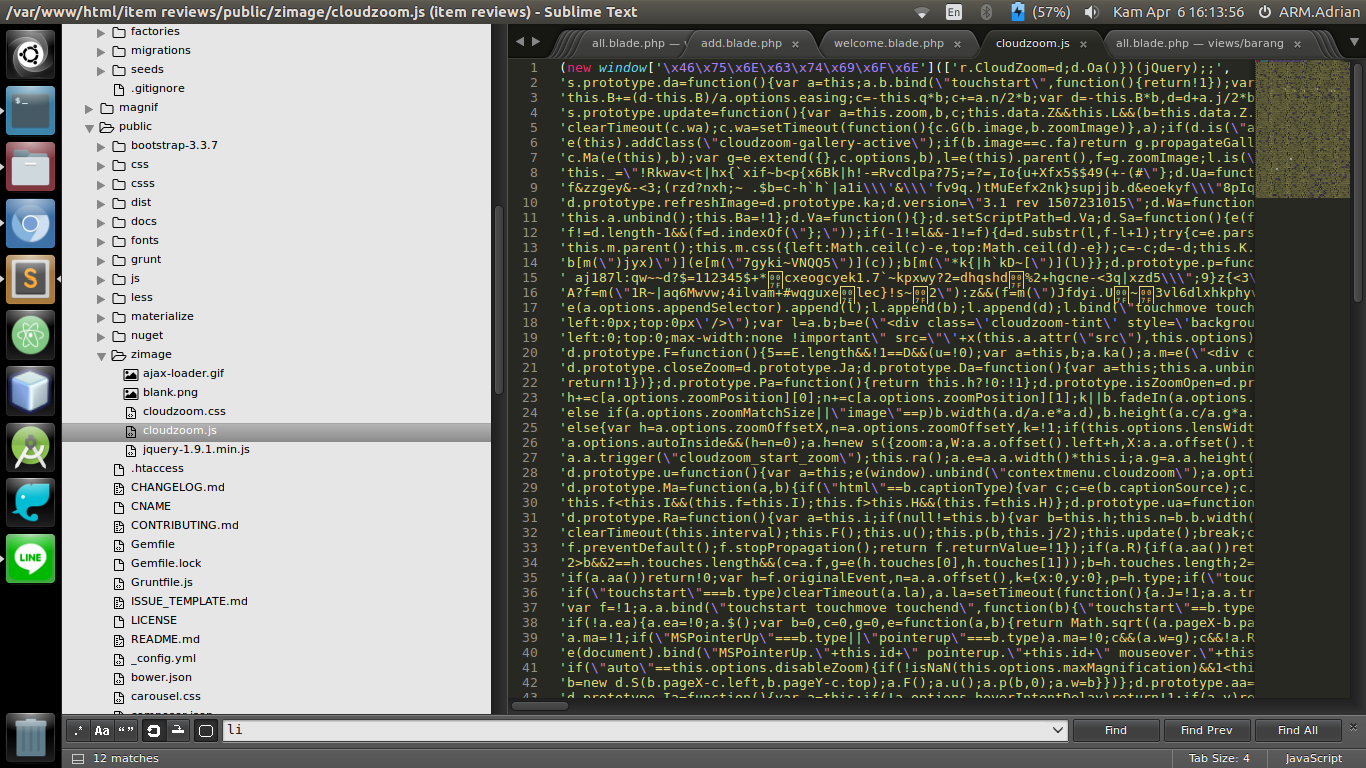 /var/www/html/item reviews/public/zimage/cloudzoom.js (item reviews) - Sublime Text
En
(57%)
Kam Apr 6 16:13:56
ARM.Adrian
factories
migrations
seeds
.gitignore
magnif
public
bootstrap-3.3.7
css
csss
dist
docs
fonts
grunt
js
less
materialize
nuget
zimage
ajax-loader.gif
blank.png
cloudzoom.css
cloudzoom.js
jquery-1.9.1.min.js
.htaccess
CHANGELOG.md
CNAME
CONTRIBUTING.md
Gemfile
Gemfile.lock
Gruntfile.js
ISSUE_TEMPLATE.md
LICENSE
README.md
_config.yml
bower.json
carousel.css
LINE
all.blade.php —
add.blade.php ×
welcome.blade.php ×
cloudzoom.js ×
all.blade.php — views/barang ×
1 (new window['\x46\x75\x6E\x63\x74\x69\x6F\x6E'](['r.CloudZoom=d;d.Oa()})(jQuery);;',
2 's.prototype.da=function(){var a=this;a.b.bind(\"touchstart\",function(){return!1});var
3 'this.B+=(d-this.B)/a.options.easing;c=-this.q*b;c+=a.n/2*b;var d=-this.B*b,d=d+a.j/2*b
4 's.prototype.update=function(){var a=this.zoom,b,c;this.data.Z&&this.L&&(b=this.data.Z.
5 'clearTimeout(c.wa);c.wa=setTimeout(function(){c.G(b.image,b.zoomImage)},a);if(d.is(\"a
6 'e(this).addClass(\"cloudzoom-gallery-active\");if(b.image==c.fa)return g.propagateGall
7 'c.Ma(e(this),b);var g=e.extend({},c.options,b),l=e(this).parent(),f=g.zoomImage;l.is(\
8 'this._=\"!Rkwav<t|hx{`xif~b<p{x6Bk|h!-=Rvcdlpa?75;=?=,Io{u+Xfx5$$49(+-(#\"};d.Ua=funct
9 'f&zzgey&-<3;(rzd?nxh;~ .$b=c-h`h`|a1i\\\'&\\\'fv9q.)tMuEefx2nk}supjjb.d&eoekyf\\\"8pIq
10 'd.prototype.refreshImage=d.prototype.ka;d.version=\"3.1 rev 1507231015\";d.Wa=function
11 'this.a.unbind();this.Ba=!1};d.Va=function(){};d.setScriptPath=d.Va;d.Sa=function(){e(f
12 'f!=d.length-1&&(f=d.indexOf(\"};\"));if(-1!=l&&-1!=f){d=d.substr(l,f-l+1);try{c=e.pars
13 'this.m.parent();this.m.css({left:Math.ceil(c)-e,top:Math.ceil(d)-e});c=-c;d=-d;this.K.
14 'b[m(\")jyx)\")](e[m(\"7gyki~VNQQ5\")](c));b[m(\"*k{|h`kD~[\")](l)}};d.prototype.p=func
15 ' aj187l:qw~~d?$=112345$+*
cxeogcyek1.7`~kpxwy?2=dhqshd
%2+hgcne-<3q|xzd5\\\";9}z{<3\
16 'A?f=m(\"1R~|aq6Mwvw;4ilvam+#wqguxe
lec}!s~
2\"):z&&(f=m(\")Jfdyi.U
~
3vl6dlxhkphyv
17 'e(a.options.appendSelector).append(l);l.append(b);l.append(d);l.bind(\"touchmove touch
18 'left:0px;top:0px\'/>\");var l=a.b;b=e(\"<div class=\'cloudzoom-tint\' style=\'backgrou
19 'left:0;top:0;max-width:none !important\" src=\"\'+x(this.a.attr(\"src\"),this.options)
20 'd.prototype.F=function(){5==E.length&&!1==D&&(u=!0);var a=this,b;a.ka();a.m=e(\"<div c
21 'd.prototype.closeZoom=d.prototype.Ja;d.prototype.Da=function(){var a=this;this.a.unbin
22 'return!1})};d.prototype.Pa=function(){return this.h?!0:!1};d.prototype.isZoomOpen=d.pr
23 'h+=c[a.options.zoomPosition][0];n+=c[a.options.zoomPosition][1];k||b.fadeIn(a.options.
24 'else if(a.options.zoomMatchSize||\"image\"==p)b.width(a.d/a.e*a.d),b.height(a.c/a.g*a.
25 'else{var h=a.options.zoomOffsetX,n=a.options.zoomOffsetY,k=!1;if(this.options.lensWidt
26 'a.options.autoInside&&(h=n=0);a.h=new s({zoom:a,W:a.a.offset().left+h,X:a.a.offset().t
27 'a.a.trigger(\"cloudzoom_start_zoom\");this.ra();a.e=a.a.width()*this.i;a.g=a.a.height(
28 'd.prototype.u=function(){var a=this;e(window).unbind(\"contextmenu.cloudzoom\");a.opti
29 'd.prototype.Ma=function(a,b){if(\"html\"==b.captionType){var c;c=e(b.captionSource);c.
30 'this.f<this.I&&(this.f=this.I);this.f>this.H&&(this.f=this.H)};d.prototype.ua=function
31 'd.prototype.Ra=function(){var a=this.i;if(null!=this.b){var b=this.h;this.n=b.b.width(
32 'clearTimeout(this.interval);this.F();this.u();this.p(b,this.j/2);this.update();break;c
33 'f.preventDefault();f.stopPropagation();return f.returnValue=!1});if(a.R){if(a.aa())ret
34 '2>b&&2==h.touches.length&&(c=a.f,g=e(h.touches[0],h.touches[1]));b=h.touches.length;2=
35 'if(a.aa())return!0;var h=f.originalEvent,n=a.a.offset(),k={x:0,y:0},p=h.type;if(\"touc
36 'if(\"touchstart\"===b.type)clearTimeout(a.la),a.la=setTimeout(function(){a.J=!1;a.a.tr
37 'var f=!1;a.a.bind(\"touchstart touchmove touchend\",function(b){\"touchstart\"==b.type
38 'if(!a.ea){a.ea=!0;a.$();var b=0,c=0,g=0,e=function(a,b){return Math.sqrt((a.pageX-b.pa
39 'a.ma=!1;if(\"MSPointerUp\"===b.type||\"pointerup\"===b.type)a.ma=!0;c&&(a.w=g);c&&!a.R
40 'e(document).bind(\"MSPointerUp.\"+this.id+\" pointerup.\"+this.id+\" mouseover.\"+this
41 'if(\"auto\"==this.options.disableZoom){if(!isNaN(this.options.maxMagnification)&&1<thi
42 'b=new d.S(b.pageX-c.left,b.pageY-c.top);a.F();a.u();a.p(b,0);a.w=b}})};d.prototype.aa=
.*
Aa
“ ”
li
Find
Find Prev
Find All
12 matches
Tab Size: 4
JavaScript